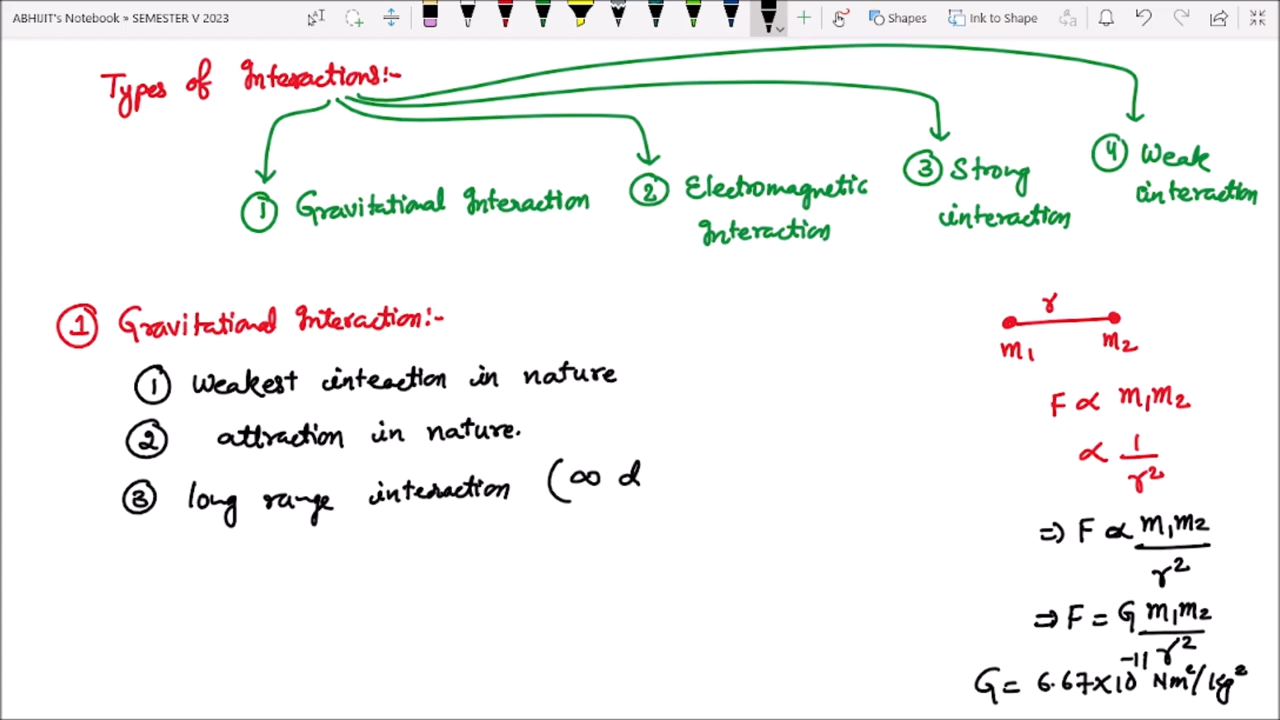 ABHIJIT's Notebook » SEMESTER V 2023
Shapes
Ink to Shape
Types of Interactions:-
① Gravitational Interaction
② Electromagnetic
Interaction
③ Strong
interaction
④ Weak
interaction
① Gravitational Interaction:-
① Weakest inteaction in nature
② attraction in nature.
③ long range interaction (∞ d
r
m₁ m₂
F ∝ m₁m₂
∝ 1/r²
⇒ F ∝ m₁m₂/r²
⇒ F = G m₁m₂/r²
G = 6.67×10⁻¹¹ Nm²/kg²